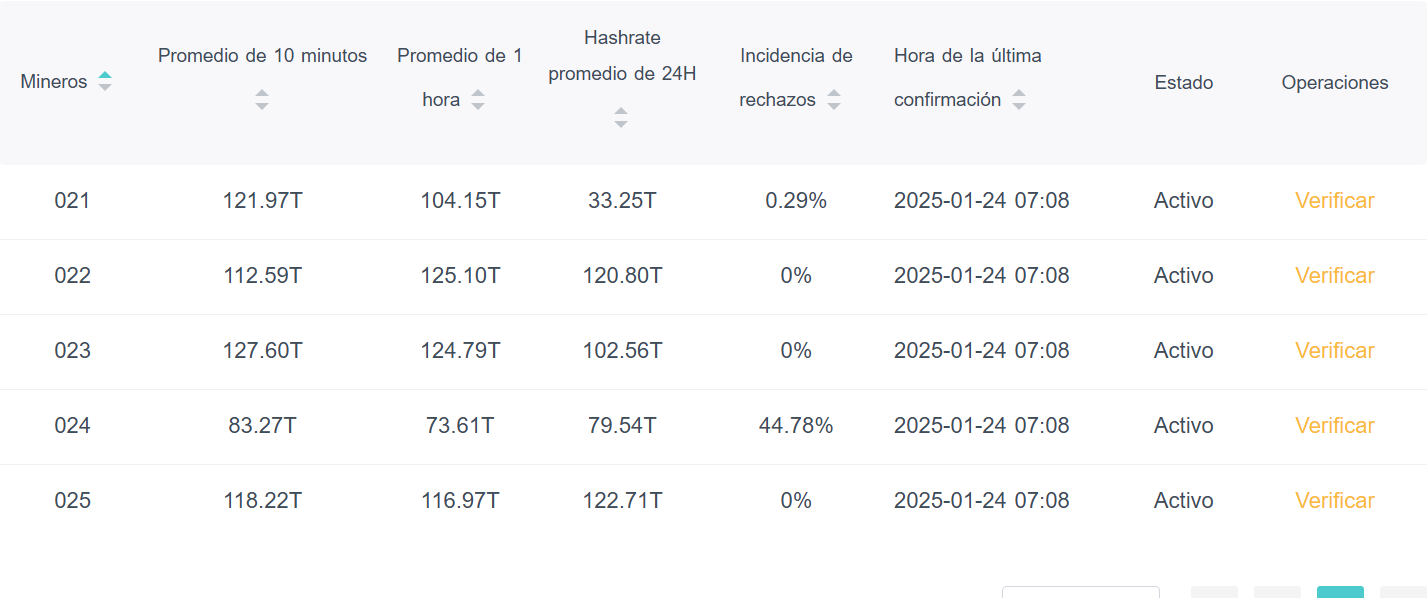 Mineros
Promedio de 10 minutos
Promedio de 1
hora
Hashrate
promedio de 24H
Incidencia de
rechazos
Hora de la última
confirmación
Estado
Operaciones
021 121.97T 104.15T 33.25T 0.29% 2025-01-24 07:08 Activo Verificar
022 112.59T 125.10T 120.80T 0% 2025-01-24 07:08 Activo Verificar
023 127.60T 124.79T 102.56T 0% 2025-01-24 07:08 Activo Verificar
024 83.27T 73.61T 79.54T 44.78% 2025-01-24 07:08 Activo Verificar
025 118.22T 116.97T 122.71T 0% 2025-01-24 07:08 Activo Verificar